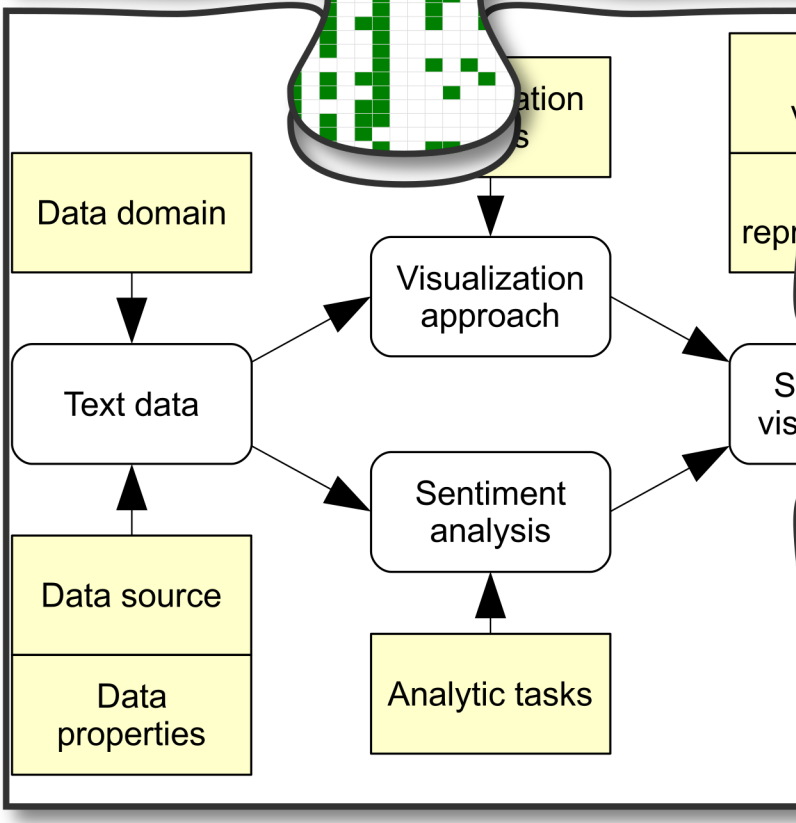 Data domain
Text data
Data source
Data
properties
Visualization
approach
Sentiment
analysis
Analytic tasks